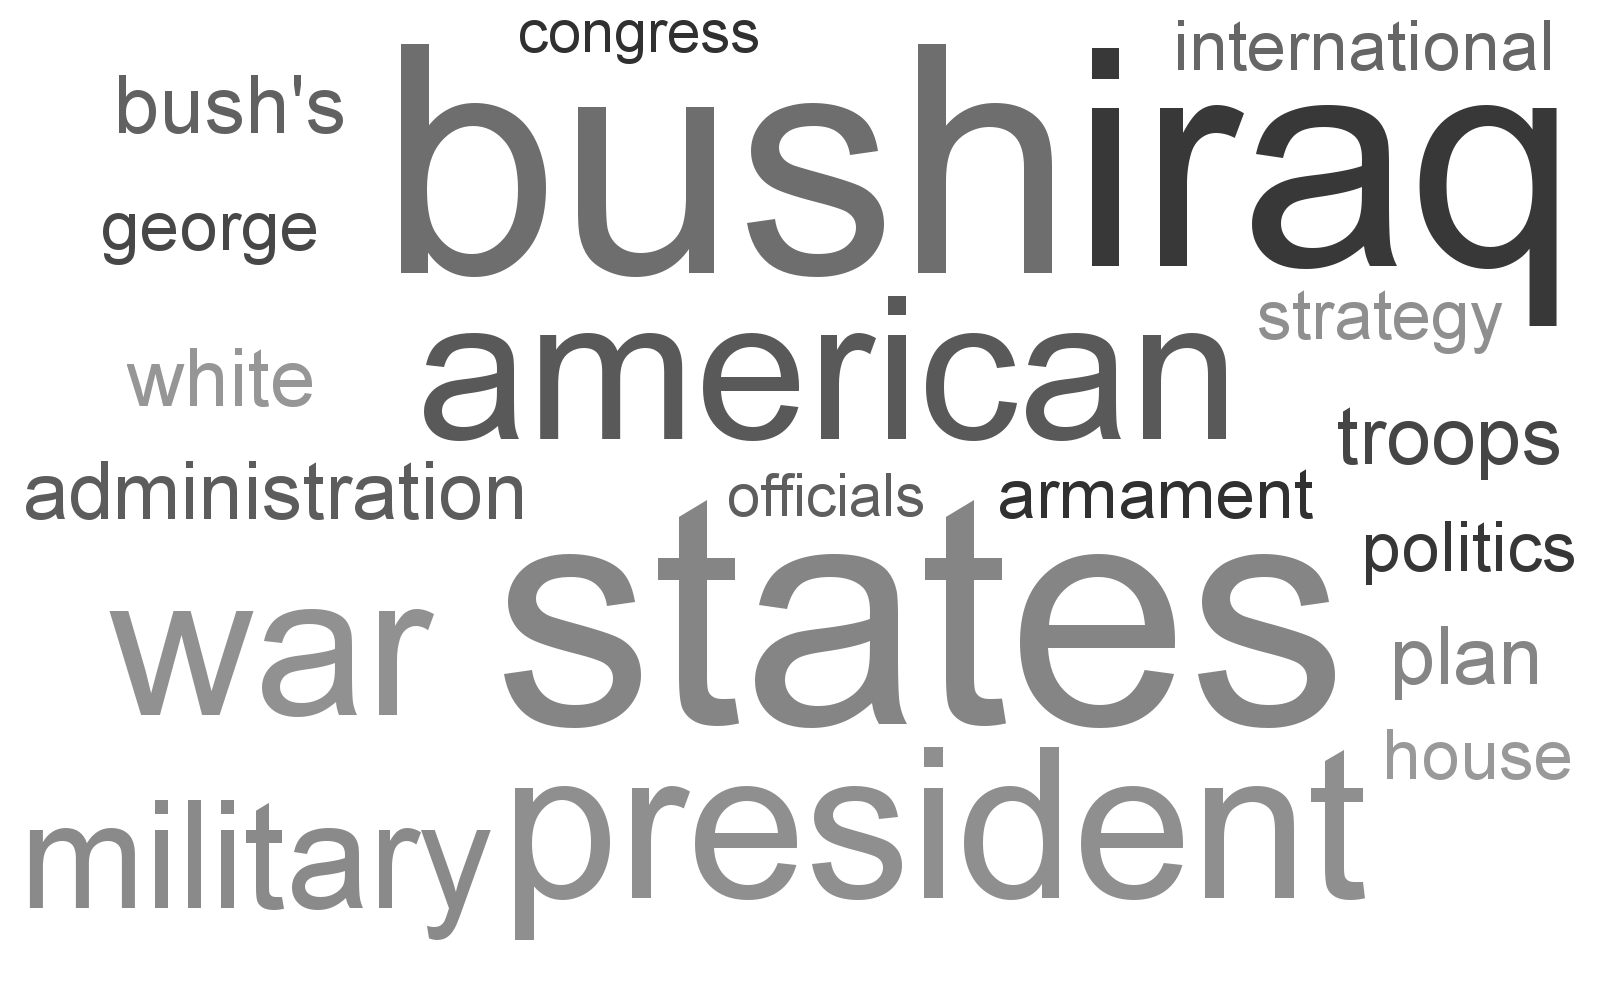 congress
international
bush's
bush iraq
george
strategy
american
white
troops
administration
officials
armament
politics
war
states
plan
house
president
military